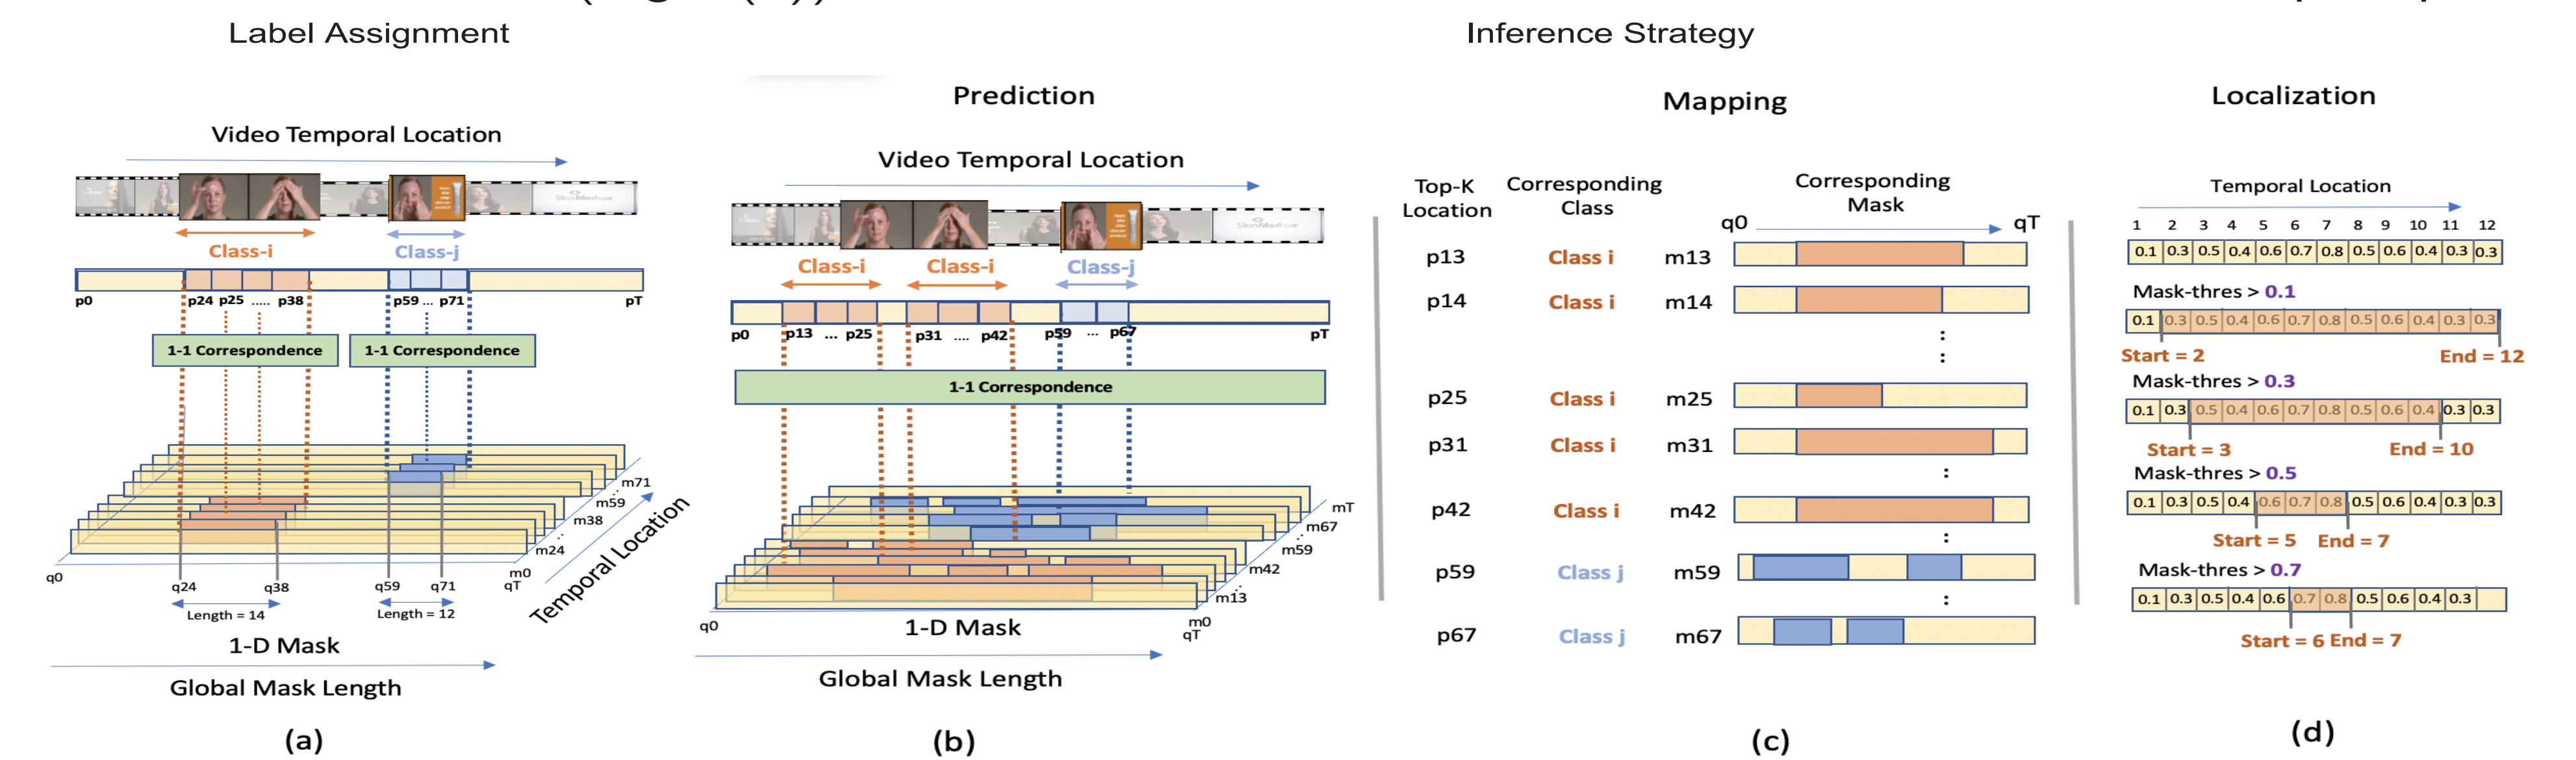 Label Assignment
Inference Strategy
Video Temporal Location
Class-i
Class-j
p0
p24 p25 ..... p38
p59 ... p71
pT
1-1 Correspondence
1-1 Correspondence
m71
m59
m38
m24
m0
q0
q24
q38
q59
q71
qT
Length = 14
Length = 12
Temporal Location
1-D Mask
Global Mask Length
(a)
Prediction
Video Temporal Location
Class-i
Class-i
Class-j
p0
p13 ... p25
p31 .... p42
p59 ... p67
pT
1-1 Correspondence
mT
m67
m59
m42
m13
m0
q0
qT
1-D Mask
Global Mask Length
(b)
Mapping
Top-K Location
Corresponding Class
Corresponding Mask
q0
qT
p13 Class i m13
p14 Class i m14
:
:
p25 Class i m25
p31 Class i m31
:
p42 Class i m42
:
p59 Class j m59
:
p67 Class j m67
(c)
Localization
Temporal Location
1 2 3 4 5 6 7 8 9 10 11 12
0.1 0.3 0.5 0.4 0.6 0.7 0.8 0.5 0.6 0.4 0.3 0.3
Mask-thres > 0.1
0.1 0.3 0.5 0.4 0.6 0.7 0.8 0.5 0.6 0.4 0.3 0.3
Start = 2
End = 12
Mask-thres > 0.3
0.1 0.3 0.5 0.4 0.6 0.7 0.8 0.5 0.6 0.4 0.3 0.3
Start = 3
End = 10
Mask-thres > 0.5
0.1 0.3 0.5 0.4 0.6 0.7 0.8 0.5 0.6 0.4 0.3 0.3
Start = 5
End = 7
Mask-thres > 0.7
0.1 0.3 0.5 0.4 0.6 0.7 0.8 0.5 0.6 0.4 0.3
Start = 6 End = 7
(d)